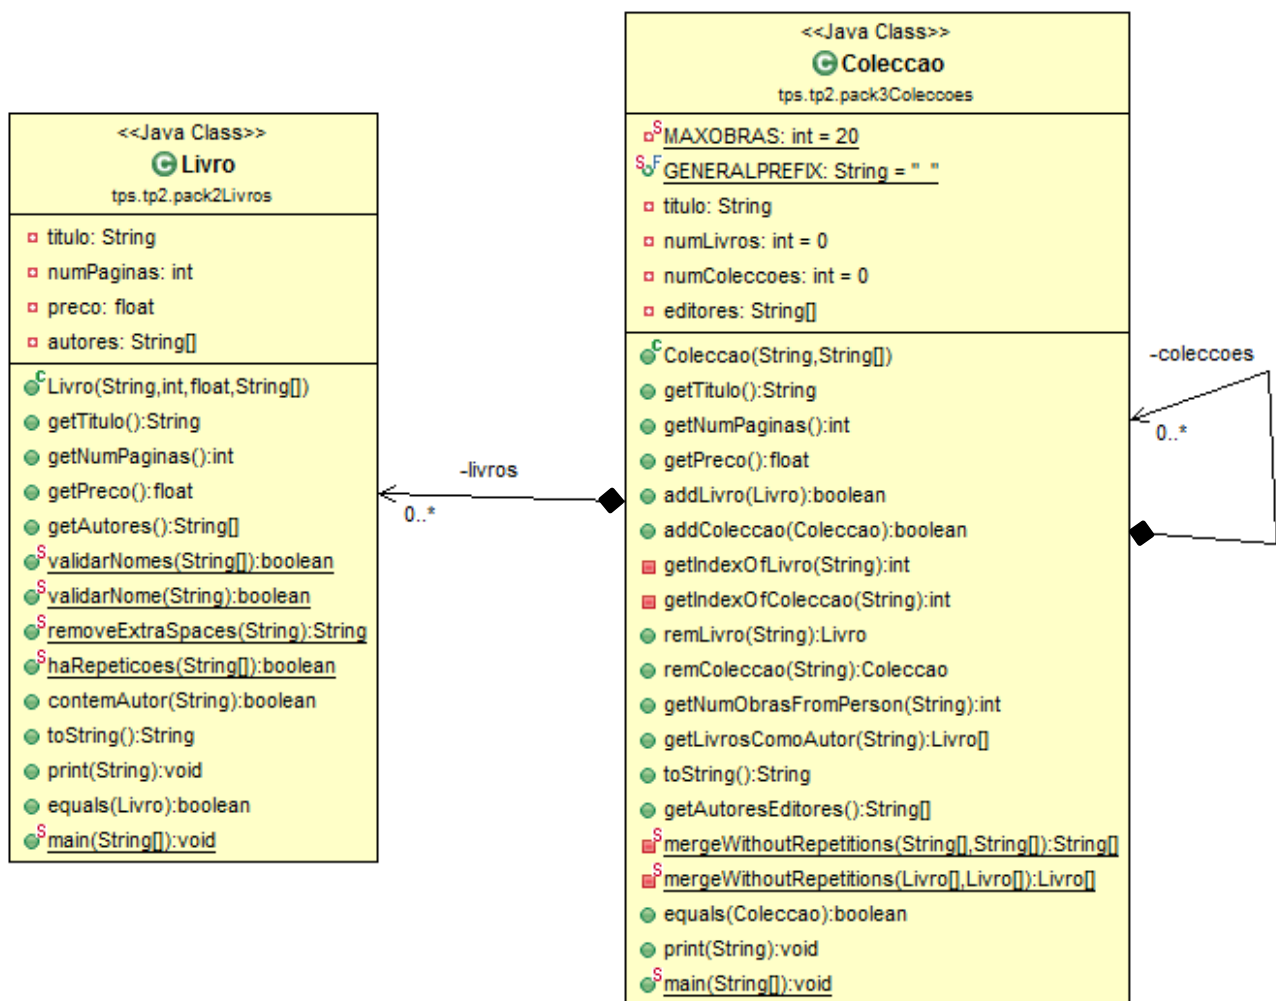 <<Java Class>>
C Livro
tps.tp2.pack2Livros
titulo: String
numPaginas: int
preco: float
autores: String[]
C Livro(String,int,float,String[])
getTitulo():String
getNumPaginas():int
getPreco():float
getAutores():String[]
S validarNomes(String[]):boolean
S validarNome(String):boolean
S removeExtraSpaces(String):String
S haRepeticoes(String[]):boolean
contemAutor(String):boolean
toString():String
print(String):void
equals(Livro):boolean
S main(String[]):void
-livros
0..*
<<Java Class>>
C Coleccao
tps.tp2.pack3Coleccoes
S MAXOBRAS: int = 20
S F GENERALPREFIX: String = "  "
titulo: String
numLivros: int = 0
numColeccoes: int = 0
editores: String[]
C Coleccao(String,String[])
getTitulo():String
getNumPaginas():int
getPreco():float
addLivro(Livro):boolean
addColeccao(Coleccao):boolean
getIndexOfLivro(String):int
getIndexOfColeccao(String):int
remLivro(String):Livro
remColeccao(String):Coleccao
getNumObrasFromPerson(String):int
getLivrosComoAutor(String):Livro[]
toString():String
getAutoresEditores():String[]
S mergeWithoutRepetitions(String[],String[]):String[]
S mergeWithoutRepetitions(Livro[],Livro[]):Livro[]
equals(Coleccao):boolean
print(String):void
S main(String[]):void
-coleccoes
0..*